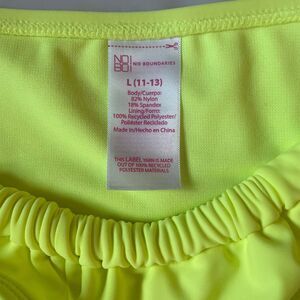 NO
BO
NO BOUNDARIES
L (11-13)
Body/Cuerpo:
82% Nylon
18% Spandex
Lining/Forro:
100% Recycled Polyester/
Poliéster Reciclado
Made in/Hecho en China
THIS LABEL YARN IS MADE
OUT OF 100% RECYCLED
POLYESTER MATERIALS